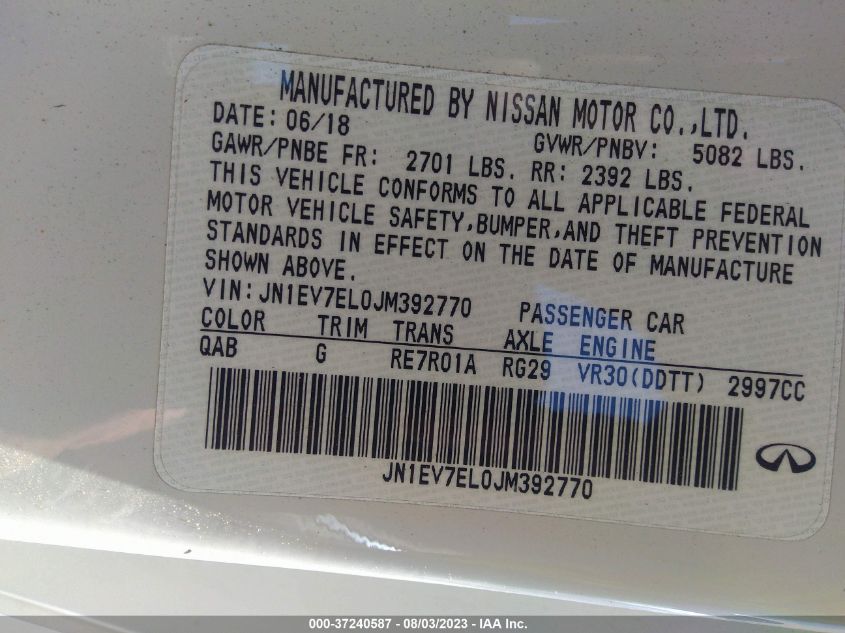 MANUFACTURED BY NISSAN MOTOR CO.,LTD.
DATE: 06/18 GVWR/PNBV: 5082 LBS.
GAWR/PNBE FR: 2701 LBS. RR: 2392 LBS.
THIS VEHICLE CONFORMS TO ALL APPLICABLE FEDERAL
MOTOR VEHICLE SAFETY,BUMPER,AND THEFT PREVENTION
STANDARDS IN EFFECT ON THE DATE OF MANUFACTURE
SHOWN ABOVE.
VIN:JN1EV7EL0JM392770 PASSENGER CAR
COLOR TRIM TRANS AXLE ENGINE
QAB G RE7R01A RG29 VR30(DDTT) 2997CC
JN1EV7EL0JM392770
000-37240587 - 08/03/2023 - IAA Inc.